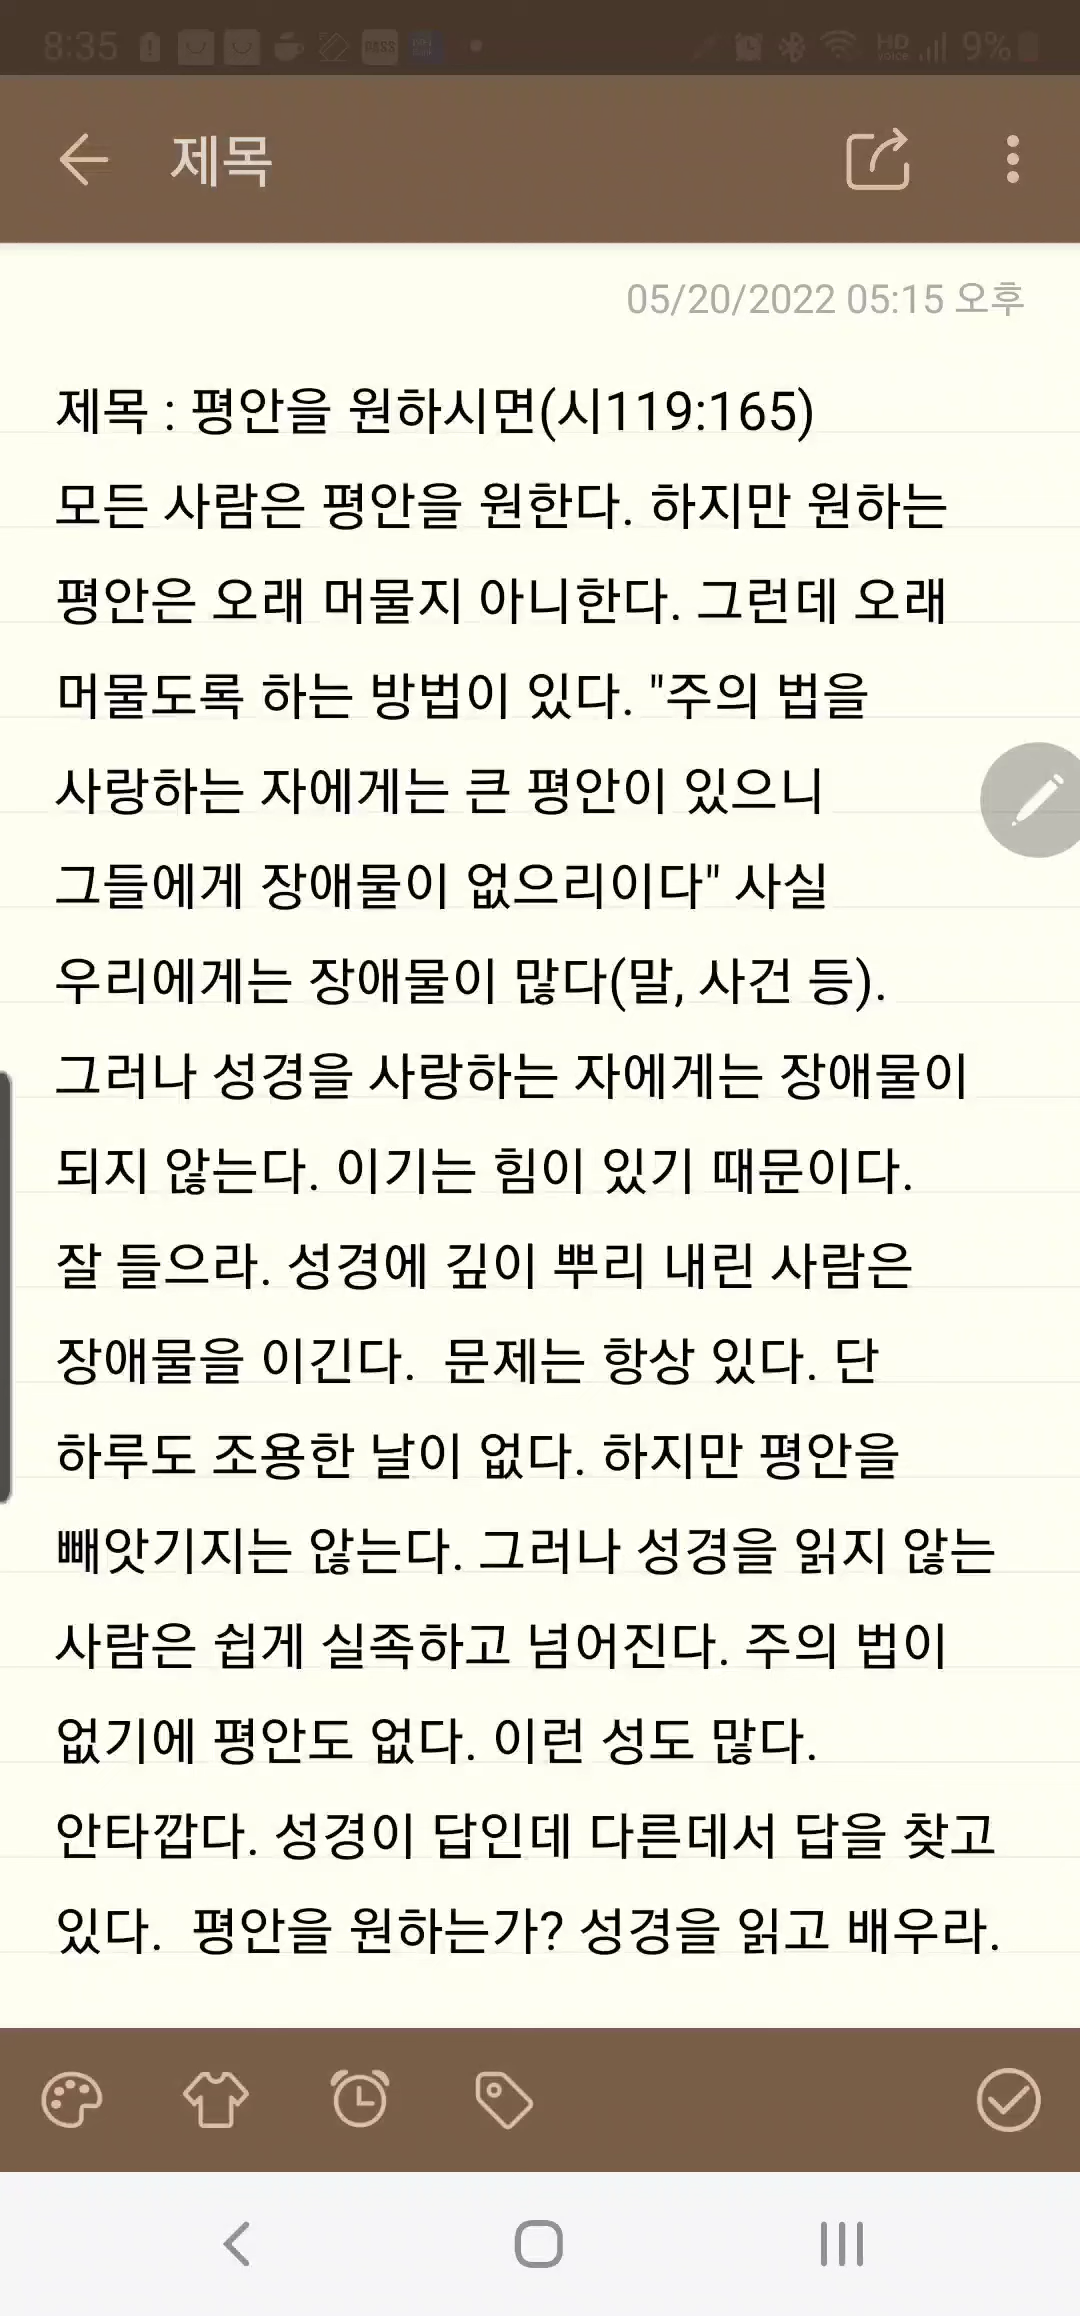 8:35
HD voice 9%
제목
05/20/2022 05:15 오후
제목 : 평안을 원하시면(시119:165)
모든 사람은 평안을 원한다. 하지만 원하는
평안은 오래 머물지 아니한다. 그런데 오래
머물도록 하는 방법이 있다. "주의 법을
사랑하는 자에게는 큰 평안이 있으니
그들에게 장애물이 없으리이다" 사실
우리에게는 장애물이 많다(말, 사건 등).
그러나 성경을 사랑하는 자에게는 장애물이
되지 않는다. 이기는 힘이 있기 때문이다.
잘 들으라. 성경에 깊이 뿌리 내린 사람은
장애물을 이긴다.  문제는 항상 있다. 단
하루도 조용한 날이 없다. 하지만 평안을
빼앗기지는 않는다. 그러나 성경을 읽지 않는
사람은 쉽게 실족하고 넘어진다. 주의 법이
없기에 평안도 없다. 이런 성도 많다.
안타깝다. 성경이 답인데 다른데서 답을 찾고
있다.  평안을 원하는가? 성경을 읽고 배우라.